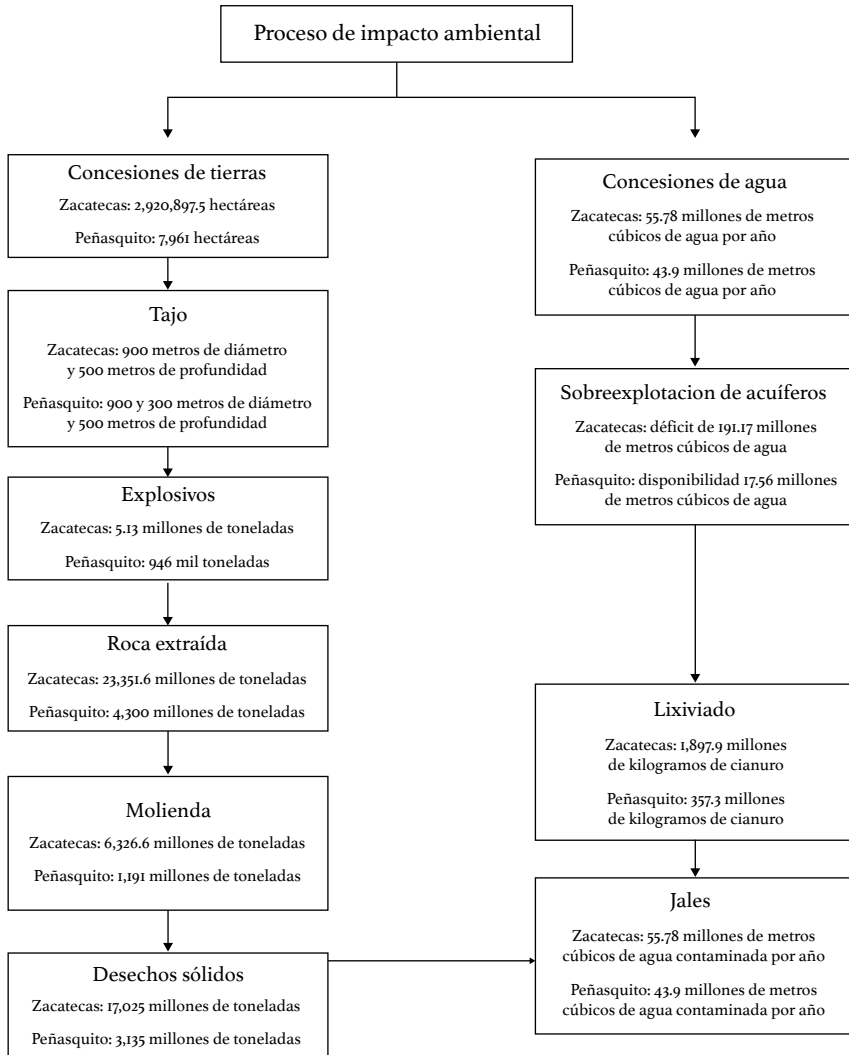 Proceso de impacto ambiental
Concesiones de tierras
Zacatecas: 2,920,897.5 hectáreas
Peñasquito: 7,961 hectáreas
Tajo
Zacatecas: 900 metros de diámetro
y 500 metros de profundidad
Peñasquito: 900 y 300 metros de diámetro
y 500 metros de profundidad
Explosivos
Zacatecas: 5.13 millones de toneladas
Peñasquito: 946 mil toneladas
Roca extraída
Zacatecas: 23,351.6 millones de toneladas
Peñasquito: 4,300 millones de toneladas
Molienda
Zacatecas: 6,326.6 millones de toneladas
Peñasquito: 1,191 millones de toneladas
Desechos sólidos
Zacatecas: 17,025 millones de toneladas
Peñasquito: 3,135 millones de toneladas
Concesiones de agua
Zacatecas: 55.78 millones de metros
cúbicos de agua por año
Peñasquito: 43.9 millones de metros
cúbicos de agua por año
Sobreexplotacion de acuíferos
Zacatecas: déficit de 191.17 millones
de metros cúbicos de agua
Peñasquito: disponibilidad 17.56 millones
de metros cúbicos de agua
Lixiviado
Zacatecas: 1,897.9 millones
de kilogramos de cianuro
Peñasquito: 357.3 millones
de kilogramos de cianuro
Jales
Zacatecas: 55.78 millones de metros
cúbicos de agua contaminada por año
Peñasquito: 43.9 millones de metros
cúbicos de agua contaminada por año